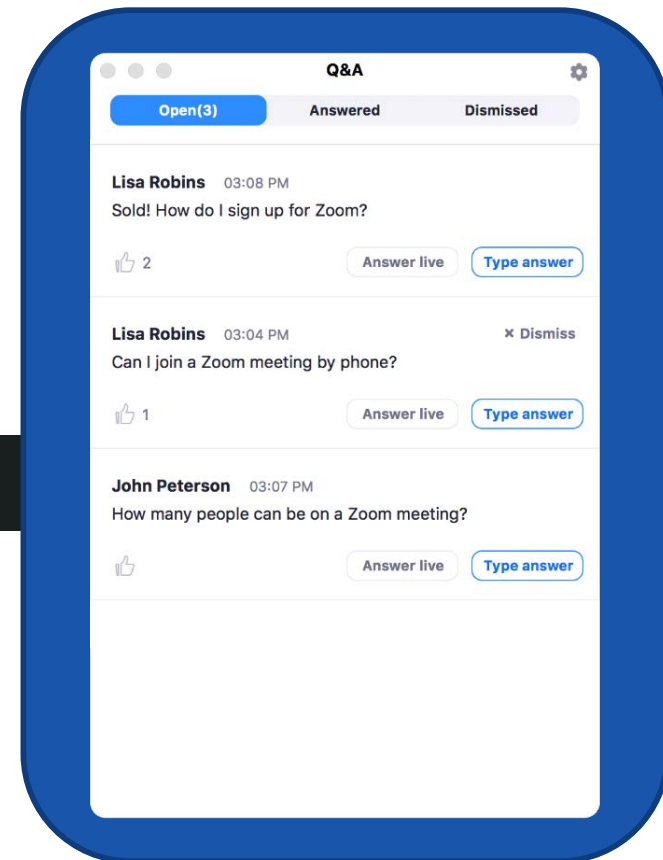 Q&A
Open(3) Answered Dismissed
Lisa Robins 03:08 PM
Sold! How do I sign up for Zoom?
2 Answer live Type answer
Lisa Robins 03:04 PM × Dismiss
Can I join a Zoom meeting by phone?
1 Answer live Type answer
John Peterson 03:07 PM
How many people can be on a Zoom meeting?
Answer live Type answer